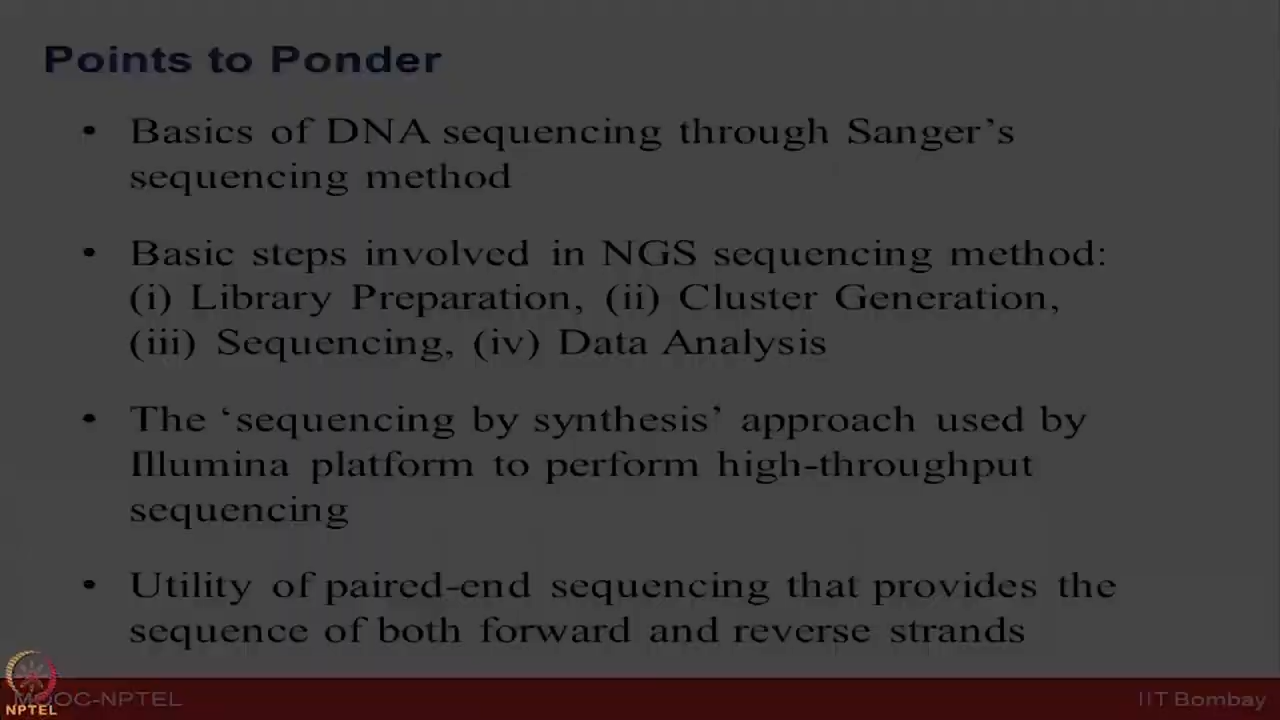 Points to Ponder
• Basics of DNA sequencing through Sanger's
sequencing method
• Basic steps involved in NGS sequencing method:
(i) Library Preparation, (ii) Cluster Generation,
(iii) Sequencing, (iv) Data Analysis
• The ‘sequencing by synthesis’ approach used by
Illumina platform to perform high-throughput
sequencing
• Utility of paired-end sequencing that provides the
sequence of both forward and reverse strands
MOOC-NPTEL
IIT Bombay
NPTEL